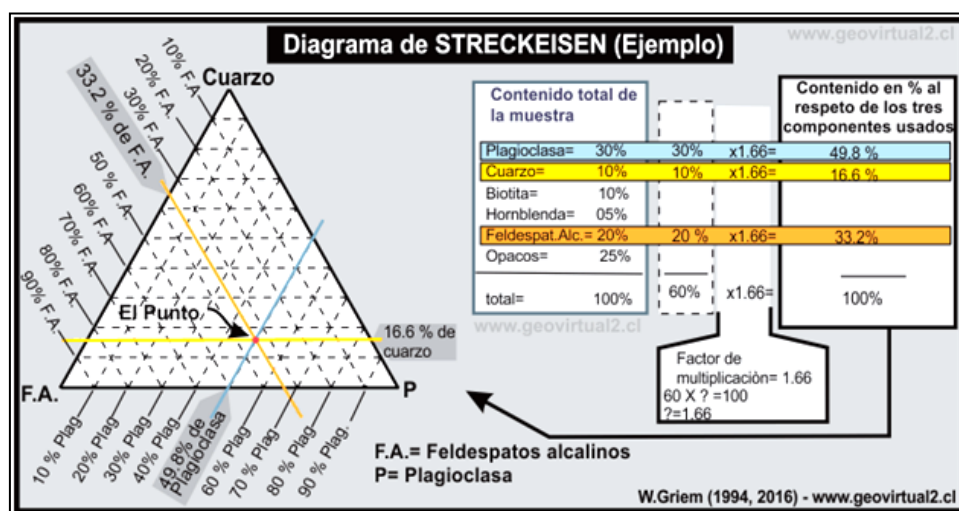 Diagrama de STRECKEISEN (Ejemplo)
www.geovirtual2.cl
Cuarzo
10% F.A.
20% F.A.
30% F.A.
33.2 % de F.A.
50 % F.A.
60% F.A.
70% F.A.
80% F.A.
90% F.A.
El Punto
16.6 % de
cuarzo
F.A.
P
10 % Plag
20% Plag
30% Plag
40% Plag
49.8% de
Plagioclasa
60 % Plag
70 % Plag
80 % Plag
90 % Plag.
Contenido total de
la muestra
Contenido en % al
respeto de los tres
componentes usados
Plagioclasa= 30% 30% x1.66= 49.8 %
Cuarzo= 10% 10% x1.66= 16.6 %
Biotita= 10%
Hornblenda= 05%
Feldespat.Alc.= 20% 20 % x1.66= 33.2%
Opacos= 25%
total= 100% 60% x1.66= 100%
www.geovirtual2.cl
Factor de
multiplicaciòn= 1.66
60 X ? =100
?=1.66
F.A.= Feldespatos alcalinos
P= Plagioclasa
W.Griem (1994, 2016) - www.geovirtual2.cl